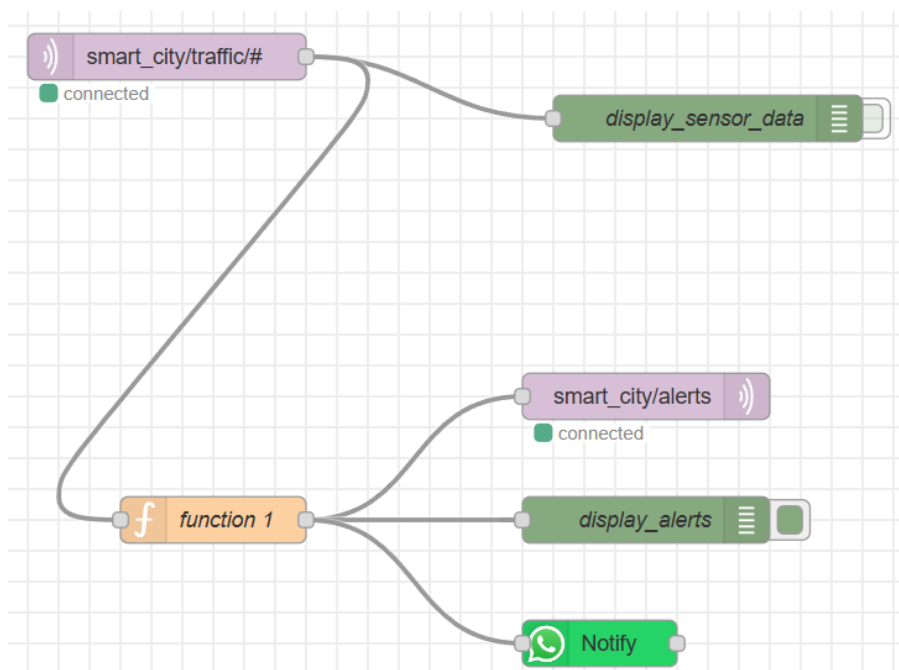 smart_city/traffic/#
connected
display_sensor_data
smart_city/alerts
connected
function 1
display_alerts
Notify